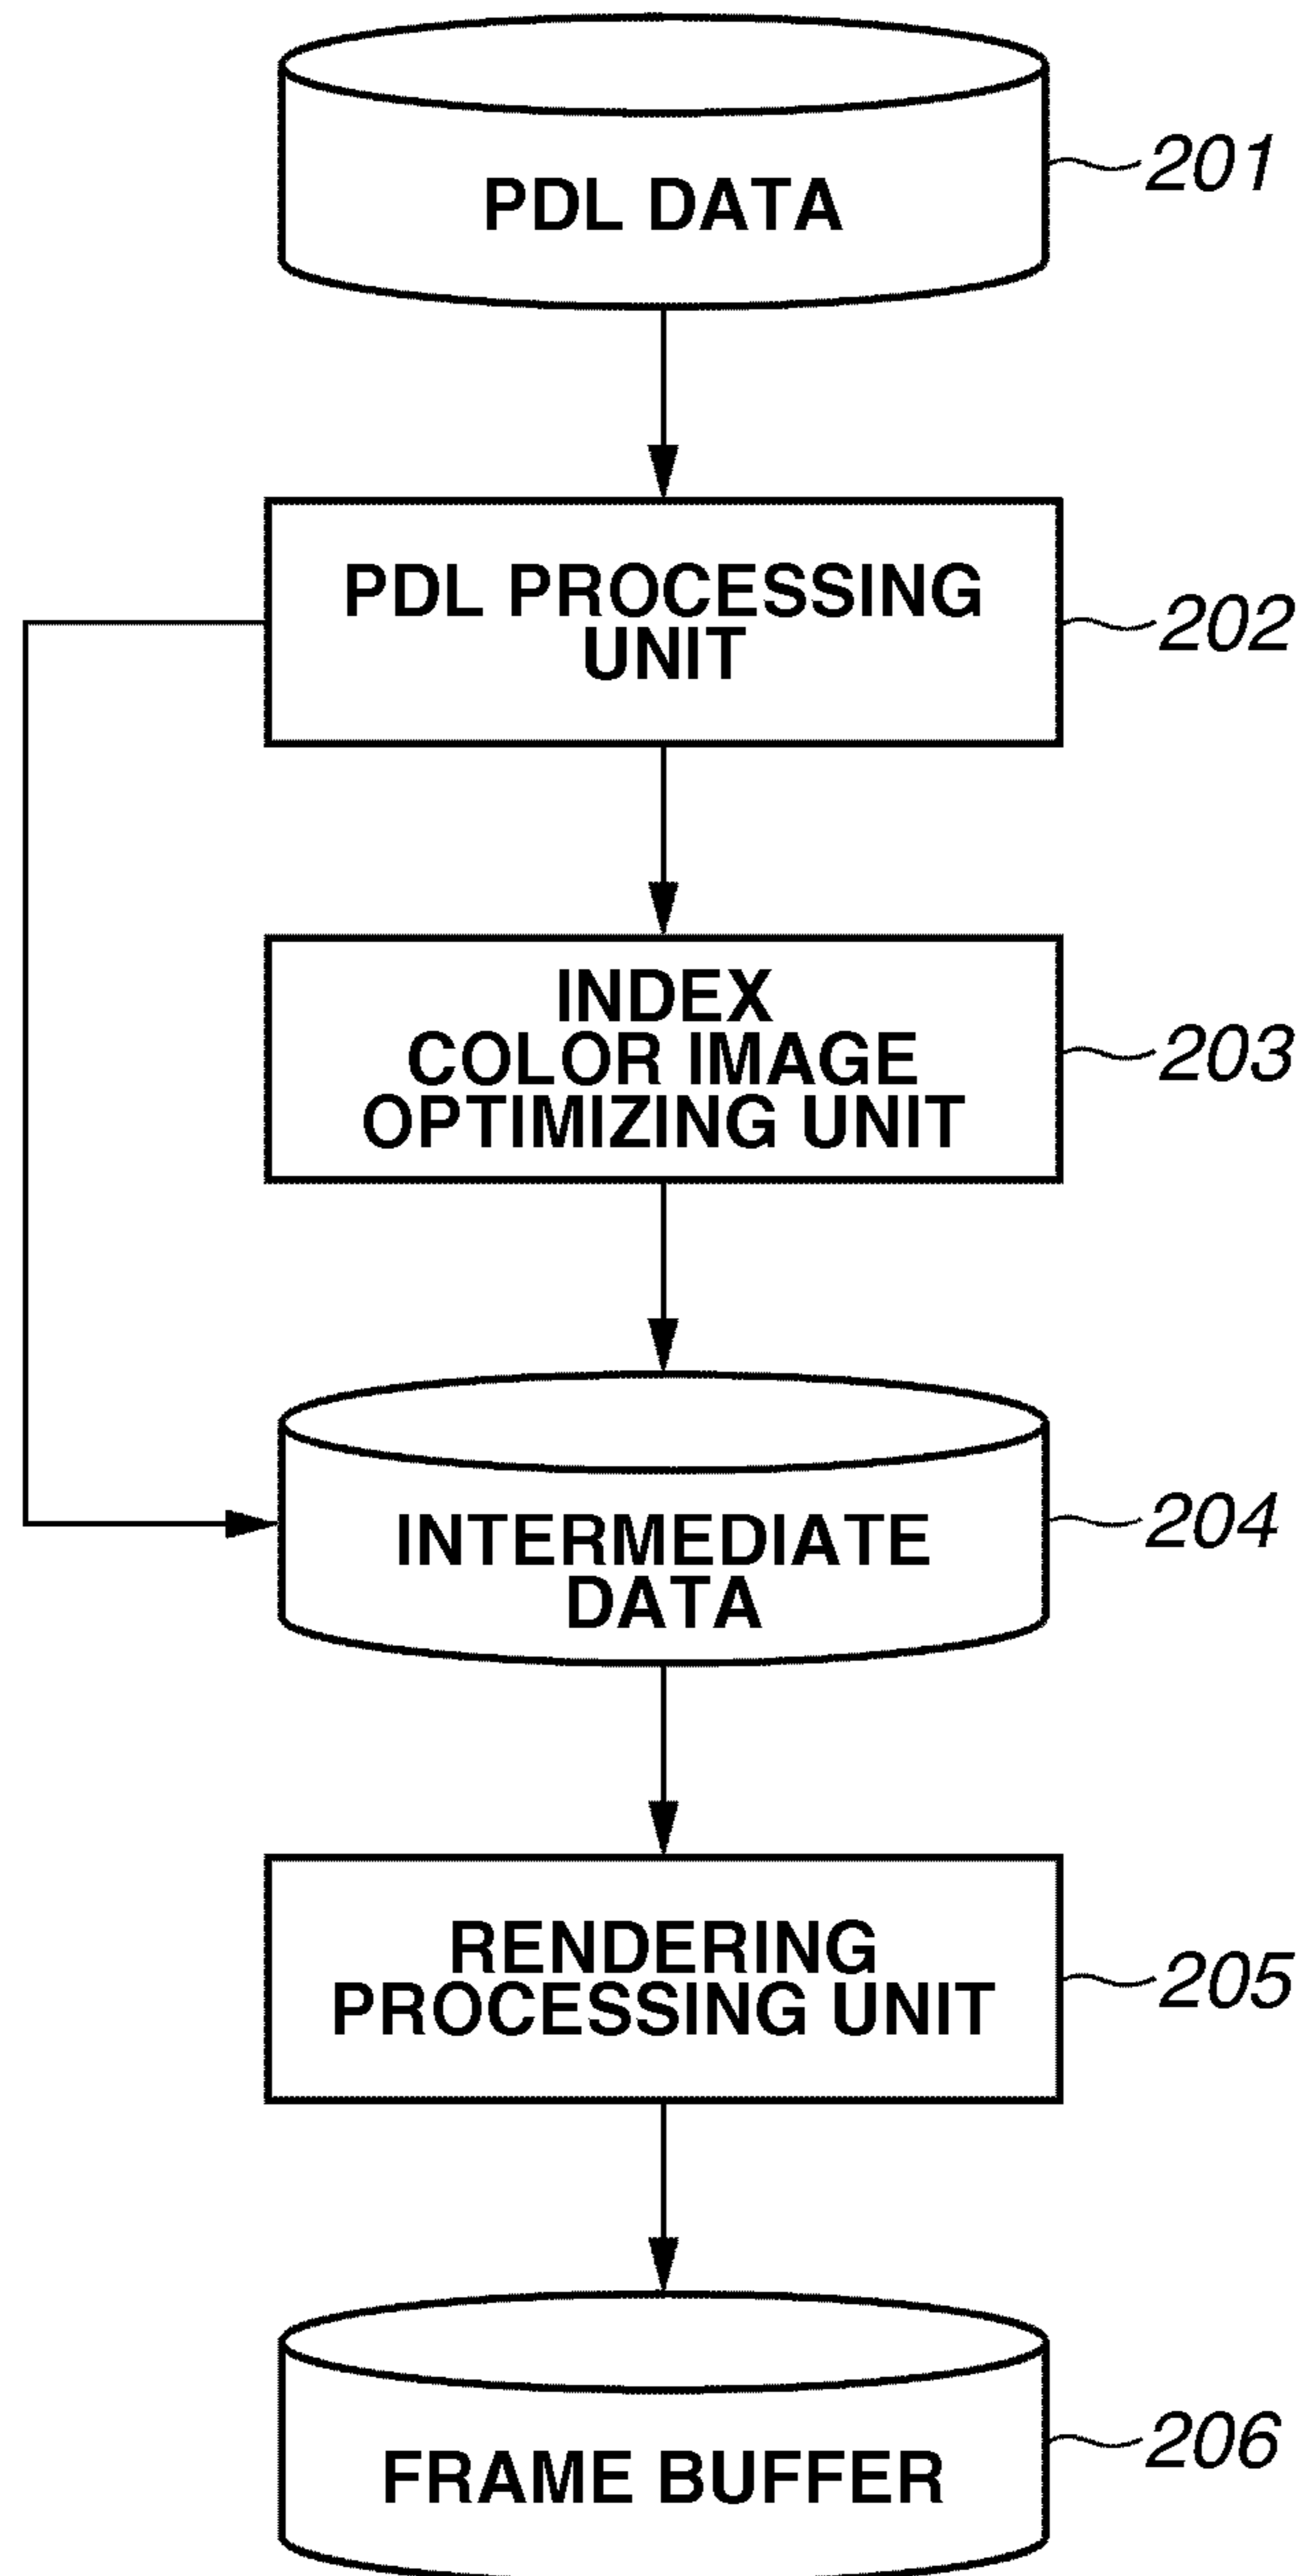 PDL DATA
201
PDL PROCESSING
UNIT
202
INDEX
COLOR IMAGE
OPTIMIZING UNIT
203
INTERMEDIATE
DATA
204
RENDERING
PROCESSING UNIT
205
FRAME BUFFER
206